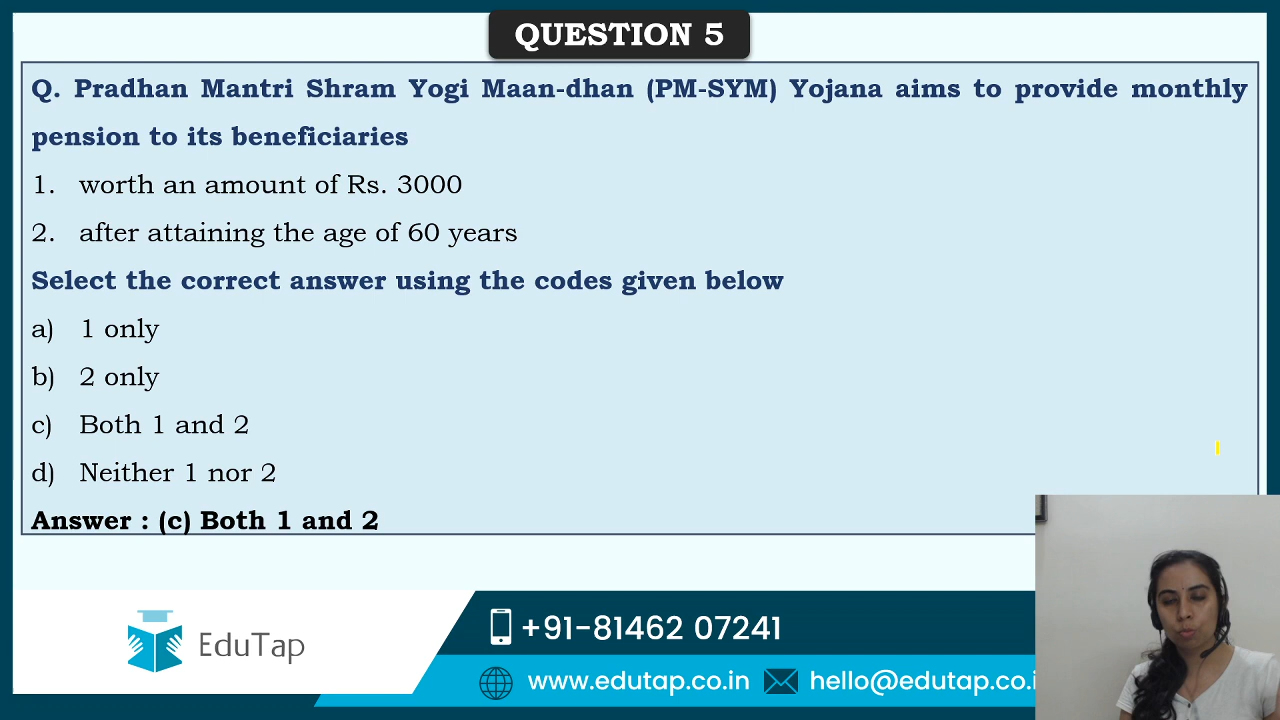 QUESTION 5
Q. Pradhan Mantri Shram Yogi Maan-dhan (PM-SYM) Yojana aims to provide monthly
pension to its beneficiaries
1. worth an amount of Rs. 3000
2. after attaining the age of 60 years
Select the correct answer using the codes given below
a) 1 only
b) 2 only
c) Both 1 and 2
d) Neither 1 nor 2
Answer : (c) Both 1 and 2
EduTap
+91-81462 07241
www.edutap.co.in
hello@edutap.co.i